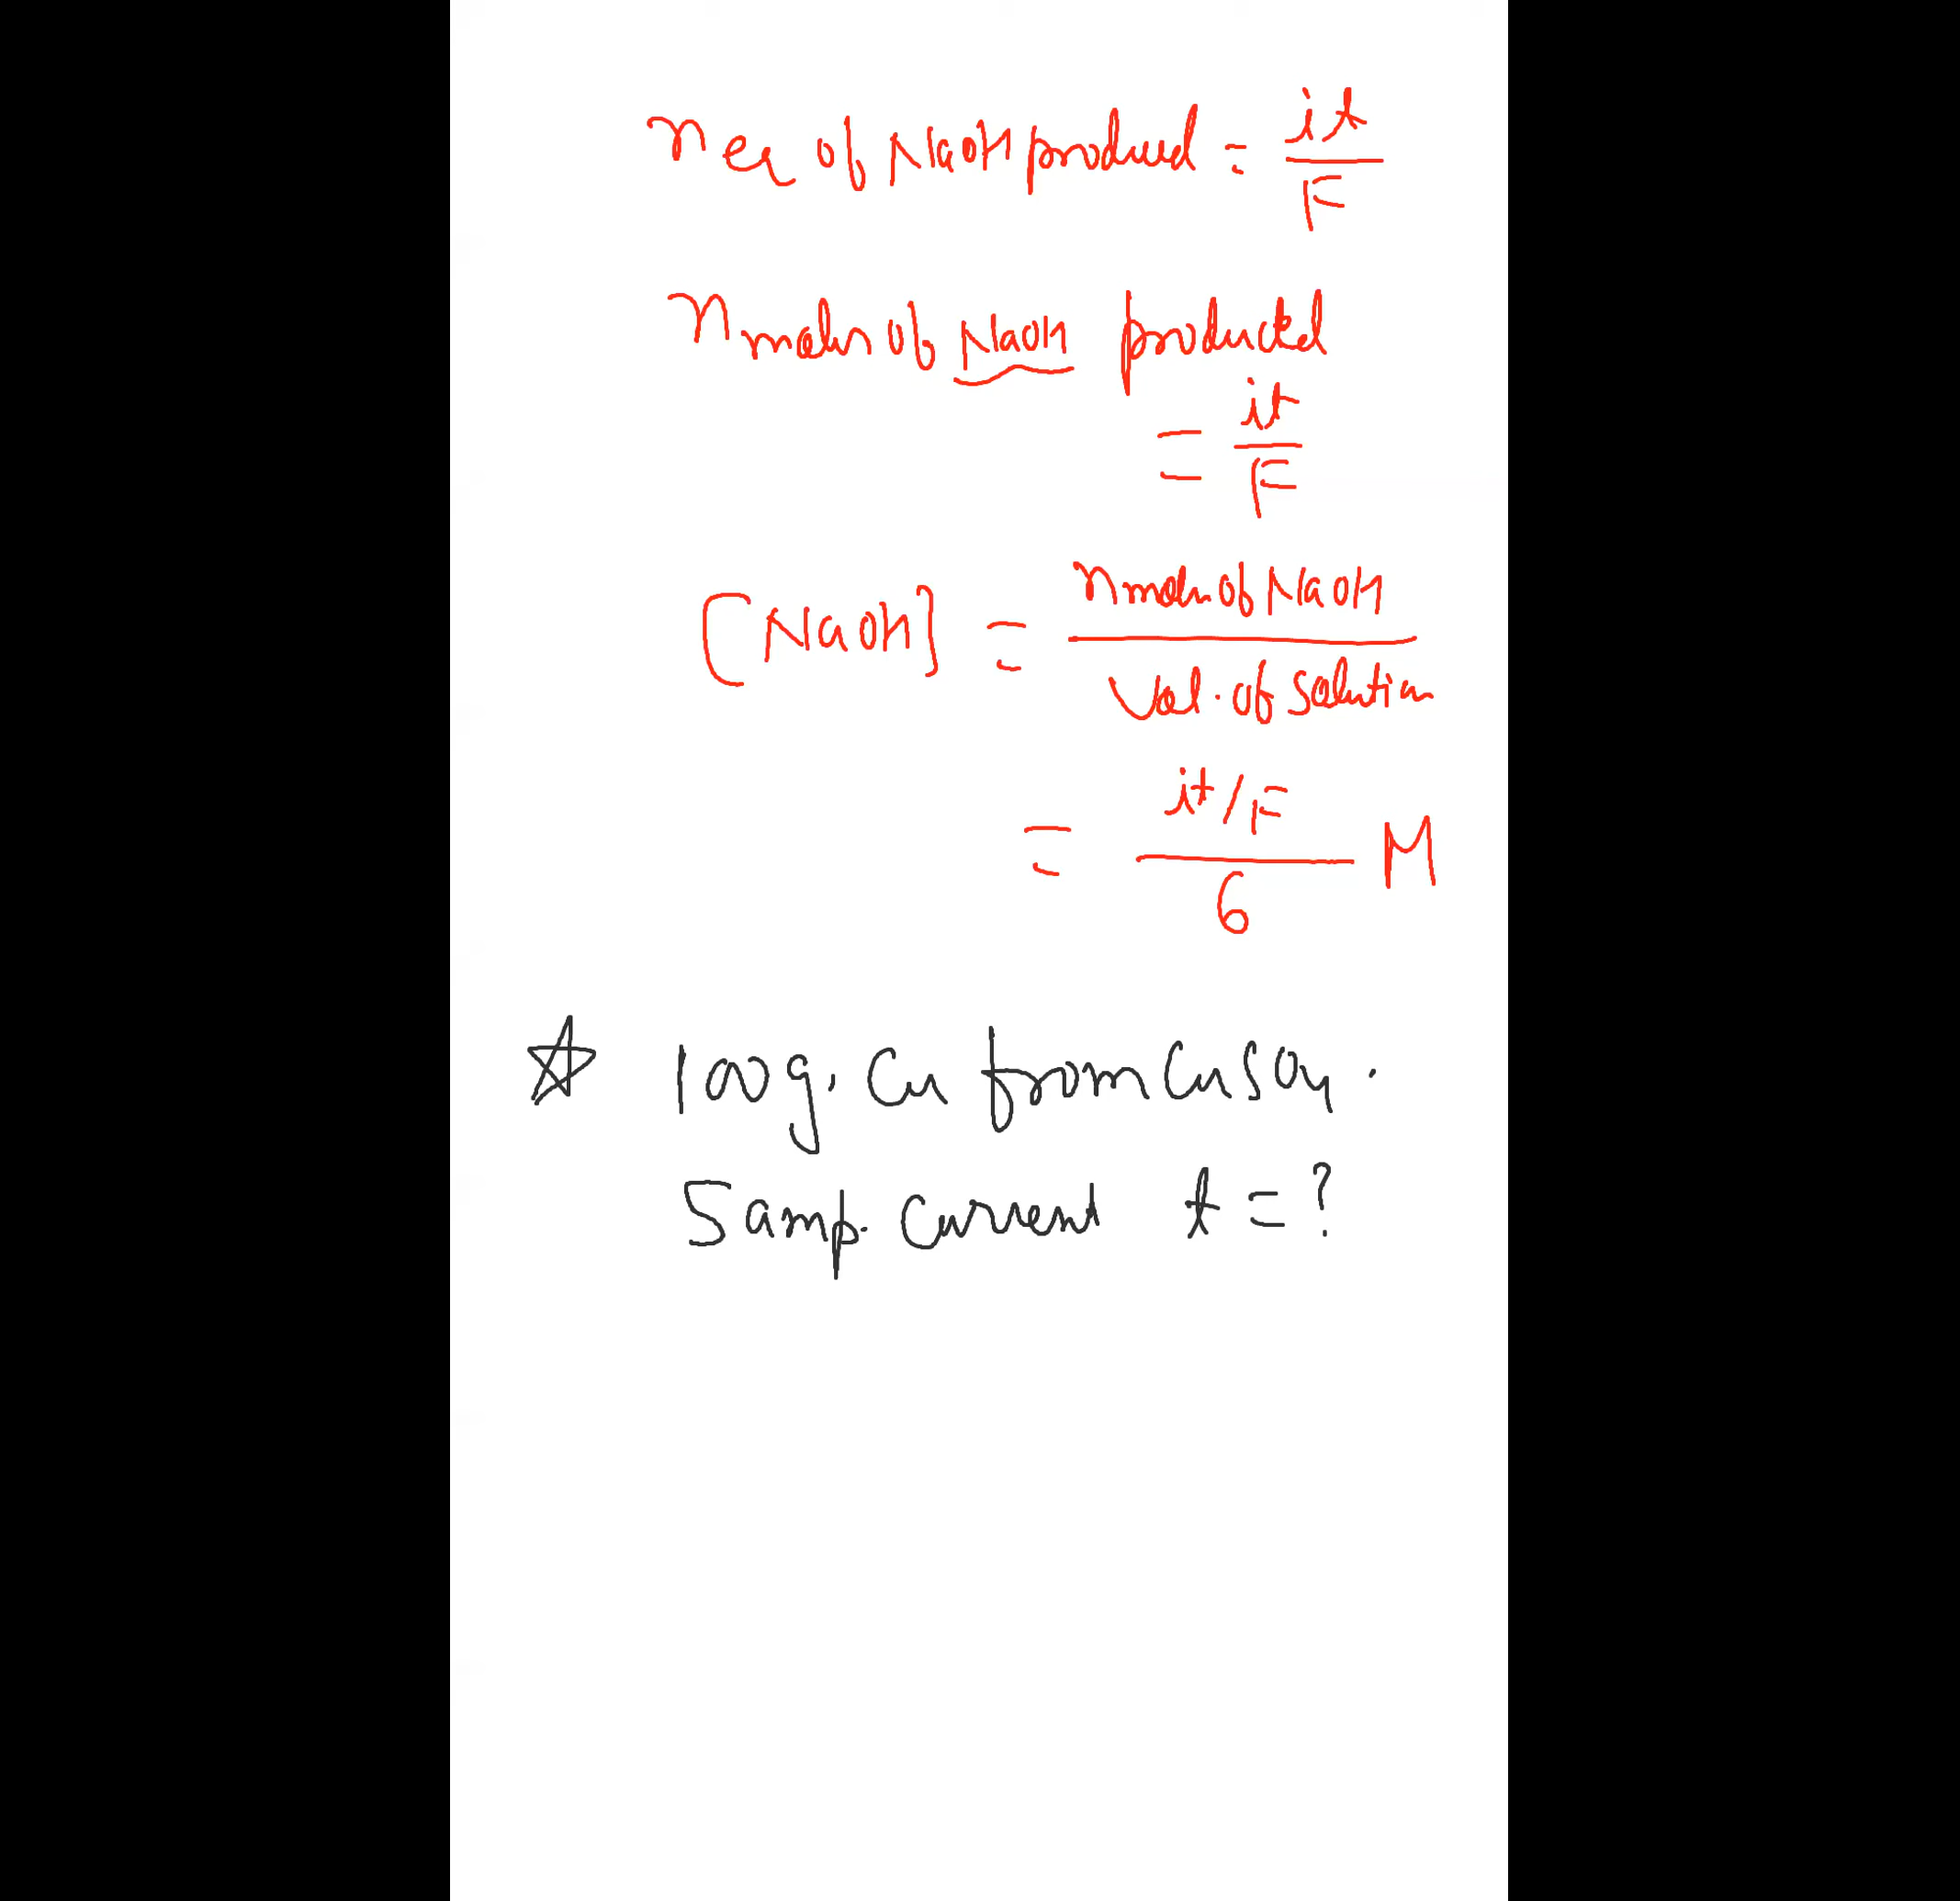 n eq of NaOH produced = it/F
n moles of NaOH produced
= it/F
[NaOH] = n moles of NaOH / Vol. of solution
= it/F / 6 M
☆ 100g. Cu from CuSO4.
5 amp. Current t = ?